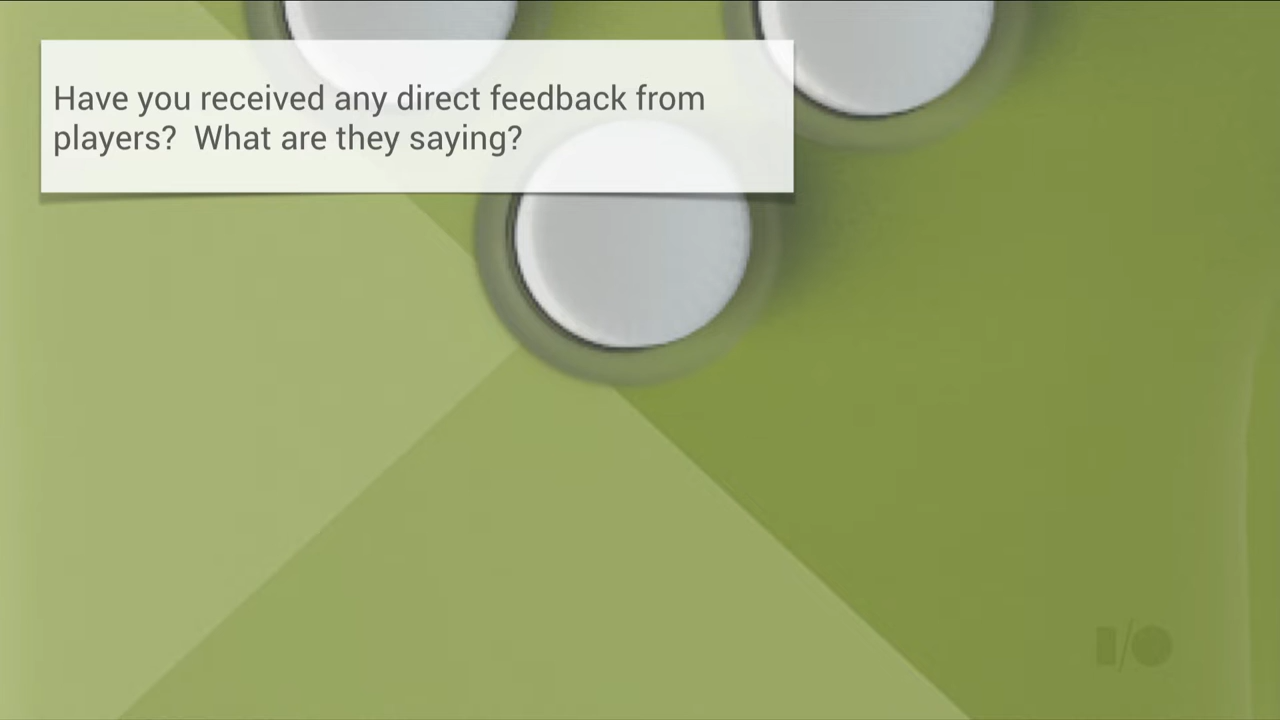 Have you received any direct feedback from
players?  What are they saying?
I/O